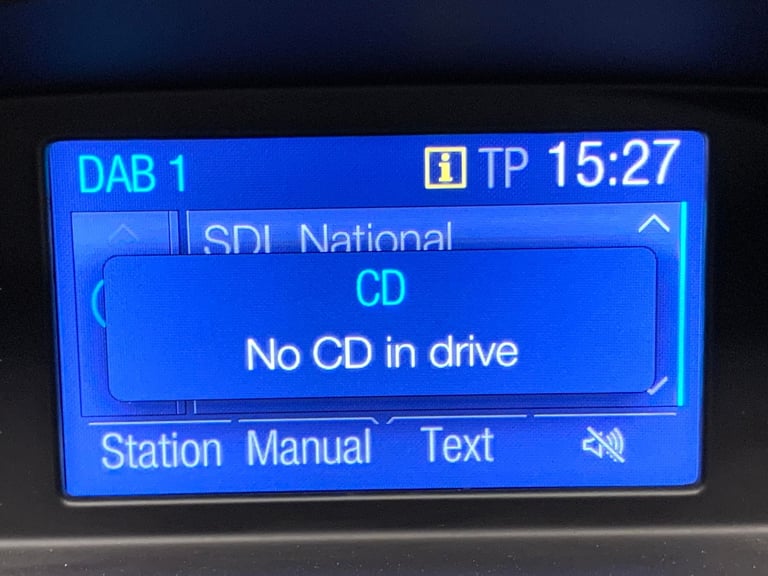 DAB 1 i TP 15:27
SDL National
CD
No CD in drive
Station Manual Text